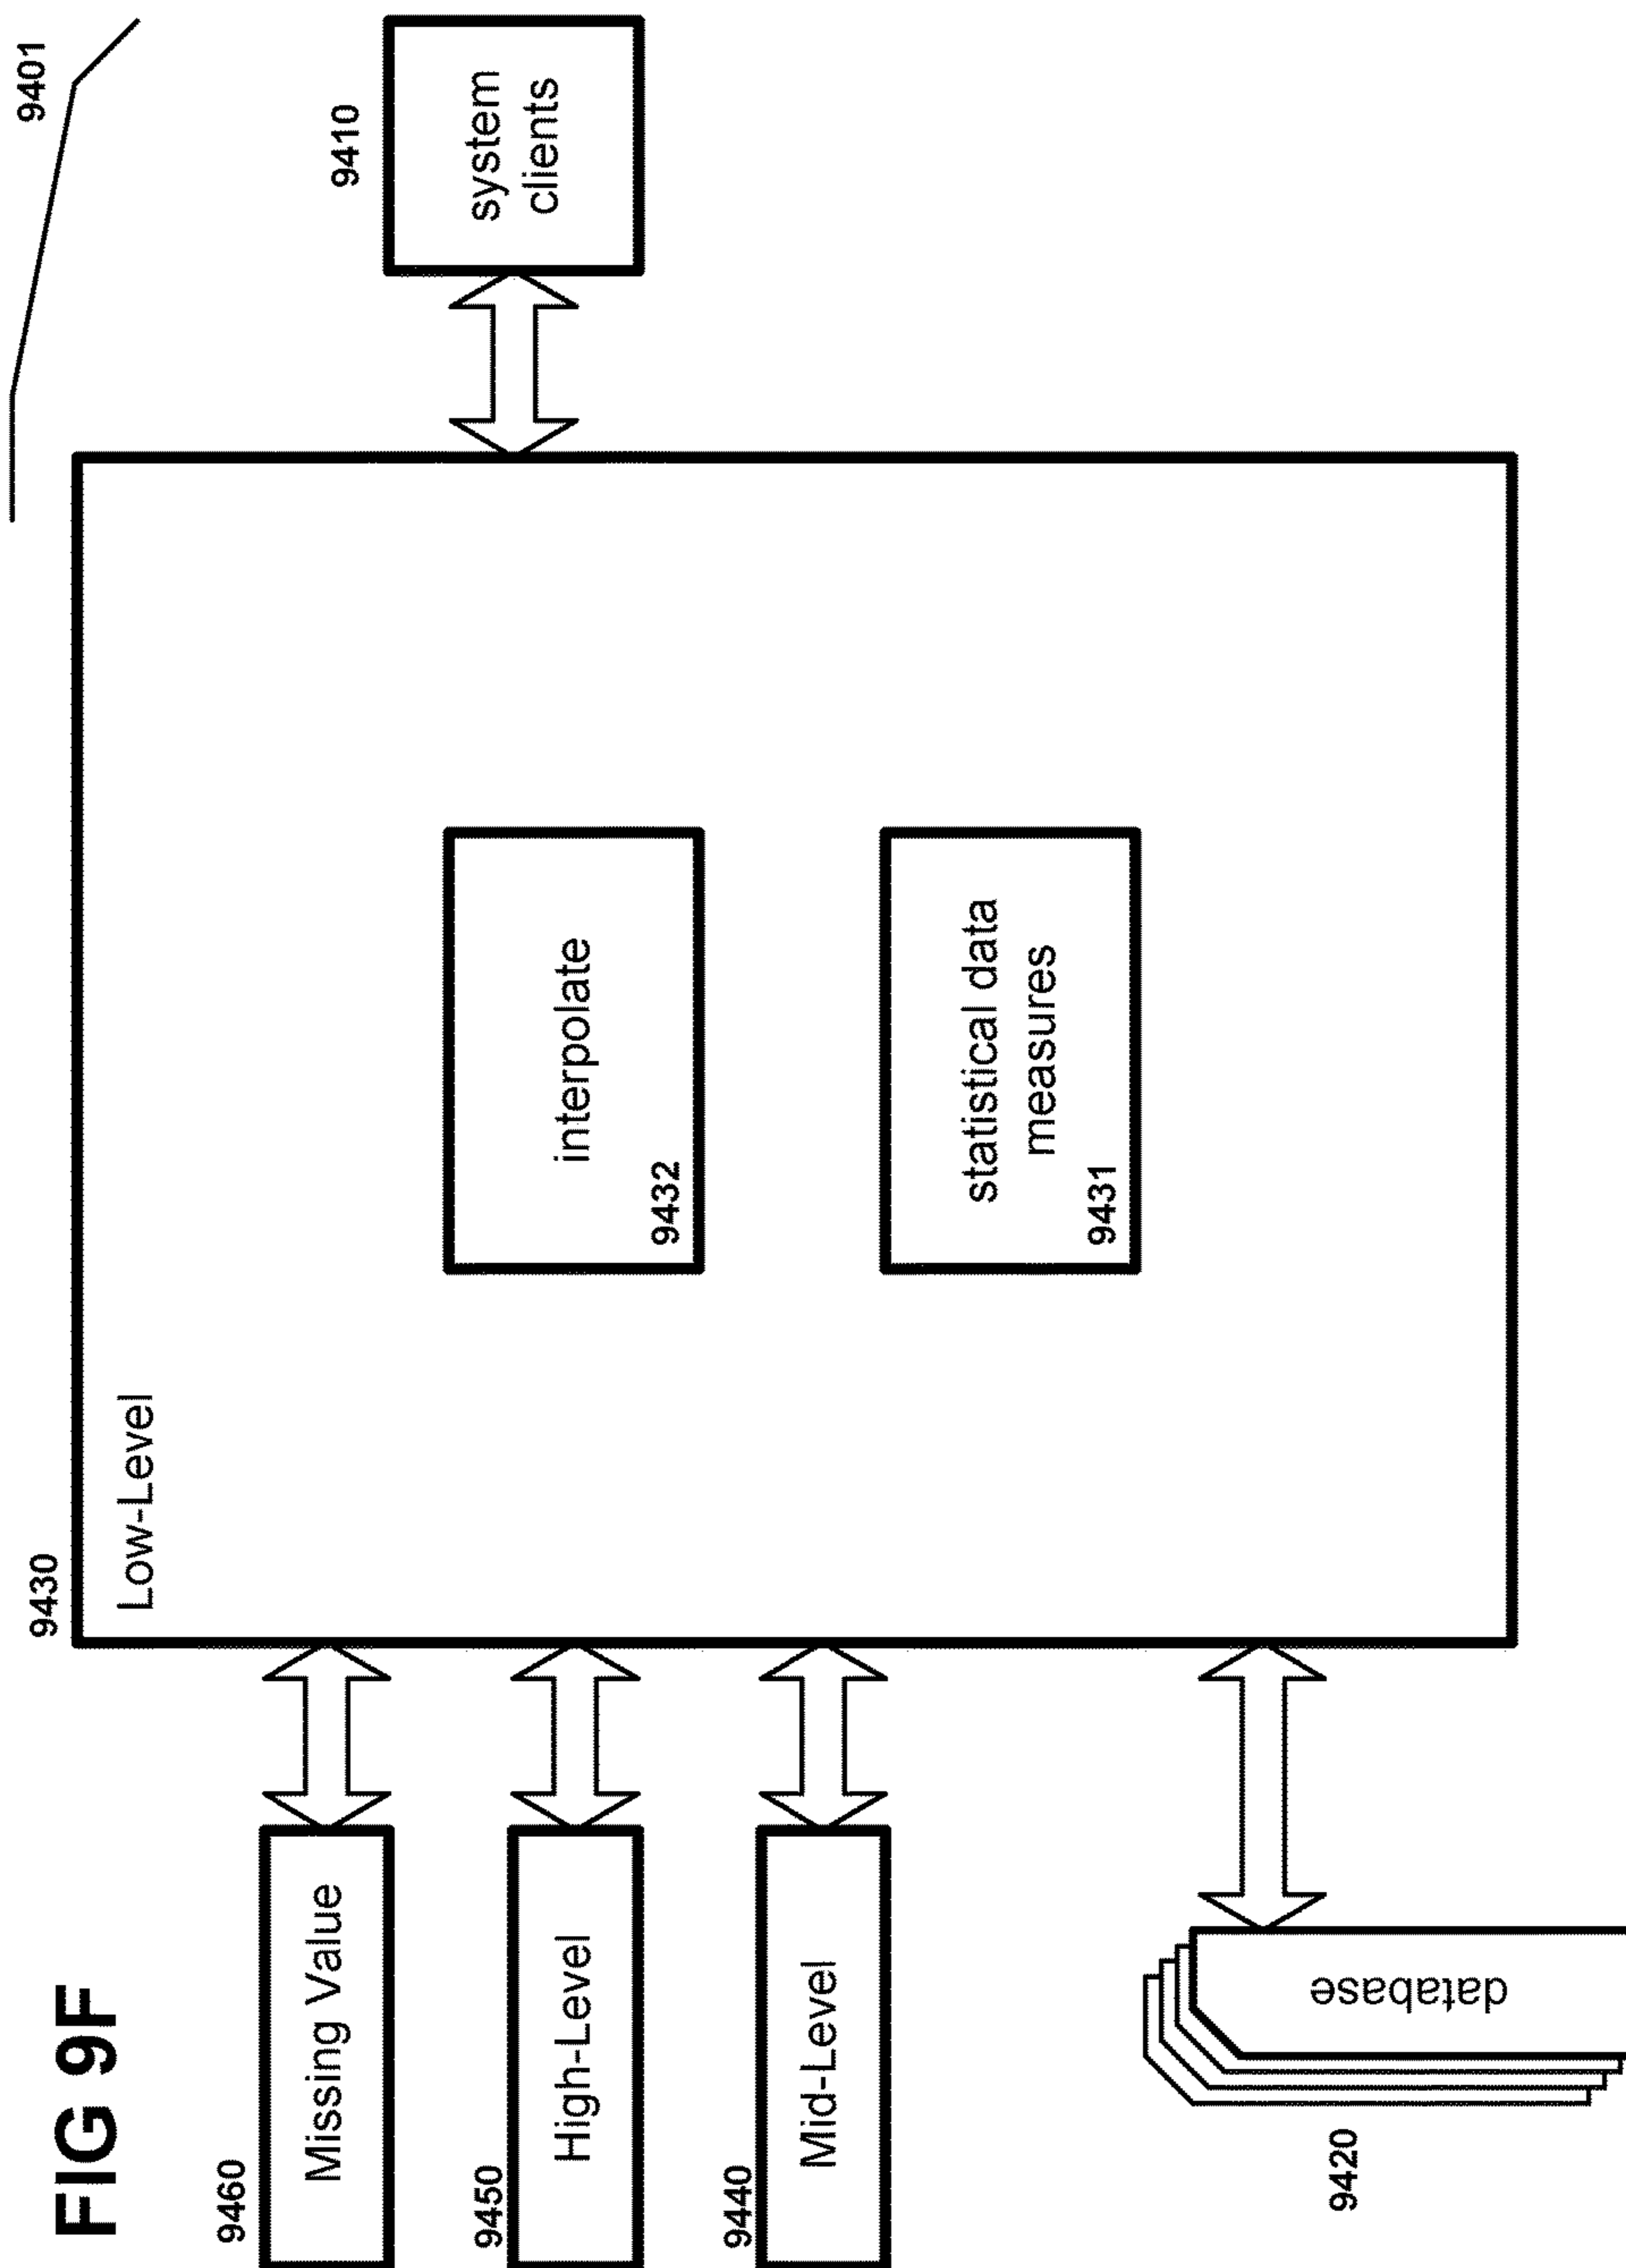 FIG 9F
9401
9460
Missing Value
9450
High-Level
9440
Mid-Level
9420
database
9430
Low-Level
interpolate
9432
statistical data
measures
9431
9410
system
clients